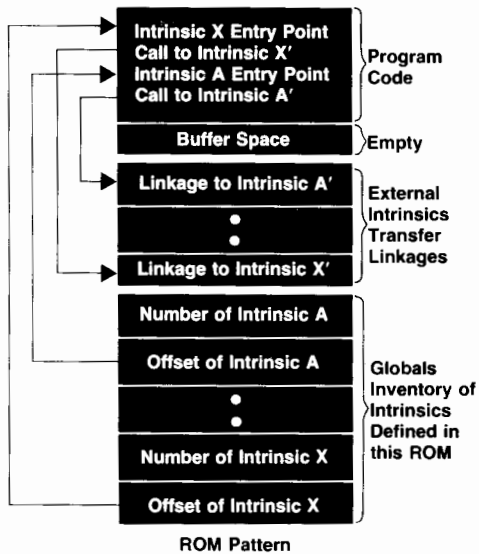 Intrinsic X Entry Point
Call to Intrinsic X′
Intrinsic A Entry Point
Call to Intrinsic A′
Program
Code
Buffer Space
Empty
Linkage to Intrinsic A′
Linkage to Intrinsic X′
External
Intrinsics
Transfer
Linkages
Number of Intrinsic A
Offset of Intrinsic A
Number of Intrinsic X
Offset of Intrinsic X
Globals
Inventory of
Intrinsics
Defined in
this ROM
ROM Pattern